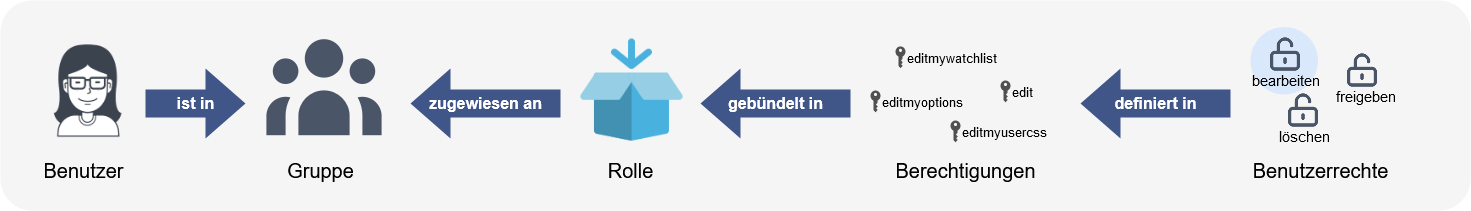 ist in
zugewiesen an
gebündelt in
editmywatchlist
edit
editmyoptions
editmyusercss
definiert in
bearbeiten
freigeben
löschen
Benutzer
Gruppe
Rolle
Berechtigungen
Benutzerrechte